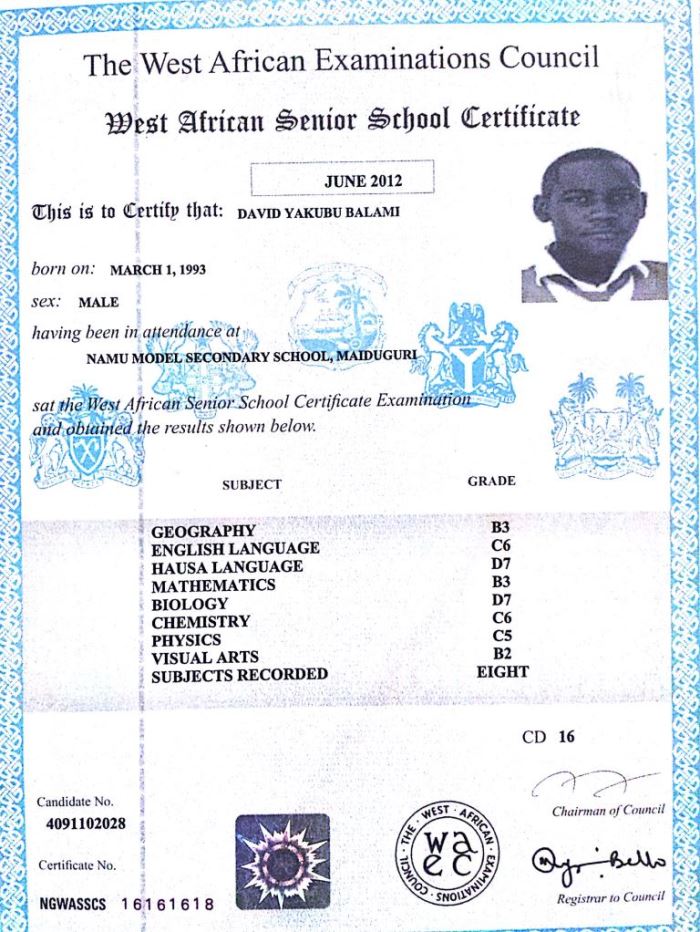 The West African Examinations Council
West African Senior School Certificate
JUNE 2012
This is to Certify that: DAVID YAKUBU BALAMI
born on: MARCH 1, 1993
sex: MALE
having been in attendance at
NAMU MODEL SECONDARY SCHOOL, MAIDUGURI
sat the West African Senior School Certificate Examination
and obtained the results shown below.
SUBJECT GRADE
GEOGRAPHY B3
ENGLISH LANGUAGE C6
HAUSA LANGUAGE D7
MATHEMATICS B3
BIOLOGY D7
CHEMISTRY C6
PHYSICS C5
VISUAL ARTS B2
SUBJECTS RECORDED EIGHT
CD 16
Candidate No.
4091102028
Certificate No.
NGWASSCS 16161618
THE WEST AFRICAN EXAMINATIONS COUNCIL
wa
ec
Chairman of Council
Bello
Registrar to Council